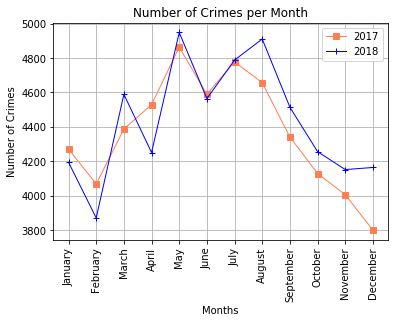 Number of Crimes per Month
2017
2018
Number of Crimes
5000
4800
4600
4400
4200
4000
3800
January
February
March
April
May
June
July
August
September
October
November
December
Months